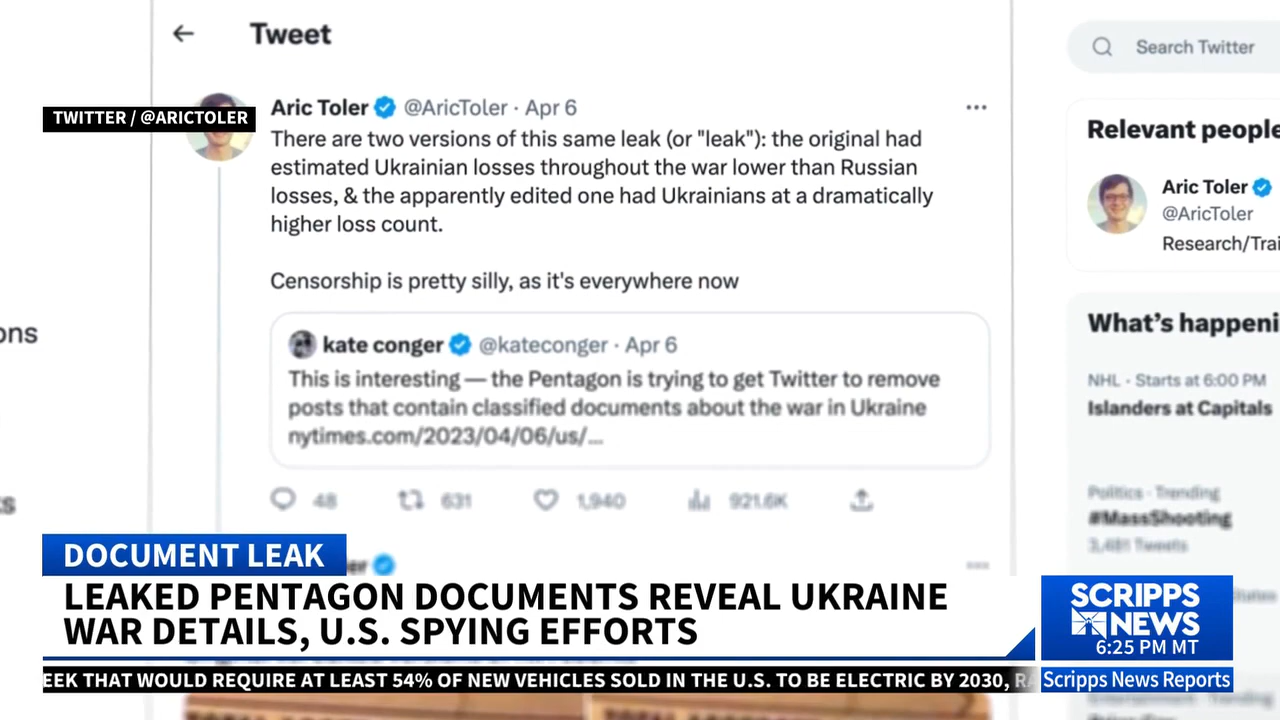 Tweet
Search Twitter
TWITTER / @ARICTOLER
Aric Toler @AricToler · Apr 6
There are two versions of this same leak (or "leak"): the original had
estimated Ukrainian losses throughout the war lower than Russian
losses, & the apparently edited one had Ukrainians at a dramatically
higher loss count.
Censorship is pretty silly, as it's everywhere now
kate conger @kateconger · Apr 6
This is interesting — the Pentagon is trying to get Twitter to remove
posts that contain classified documents about the war in Ukraine
nytimes.com/2023/04/06/us/...
48 631 1,940 921.6K
Relevant people
Aric Toler
@AricToler
Research/Trai
What's happeni
NHL · Starts at 6:00 PM
Islanders at Capitals
Politics · Trending
#MassShooting
3,481 Tweets
ons
DOCUMENT LEAK
LEAKED PENTAGON DOCUMENTS REVEAL UKRAINE
WAR DETAILS, U.S. SPYING EFFORTS
SCRIPPS
NEWS
6:25 PM MT
EEK THAT WOULD REQUIRE AT LEAST 54% OF NEW VEHICLES SOLD IN THE U.S. TO BE ELECTRIC BY 2030,
Scripps News Reports